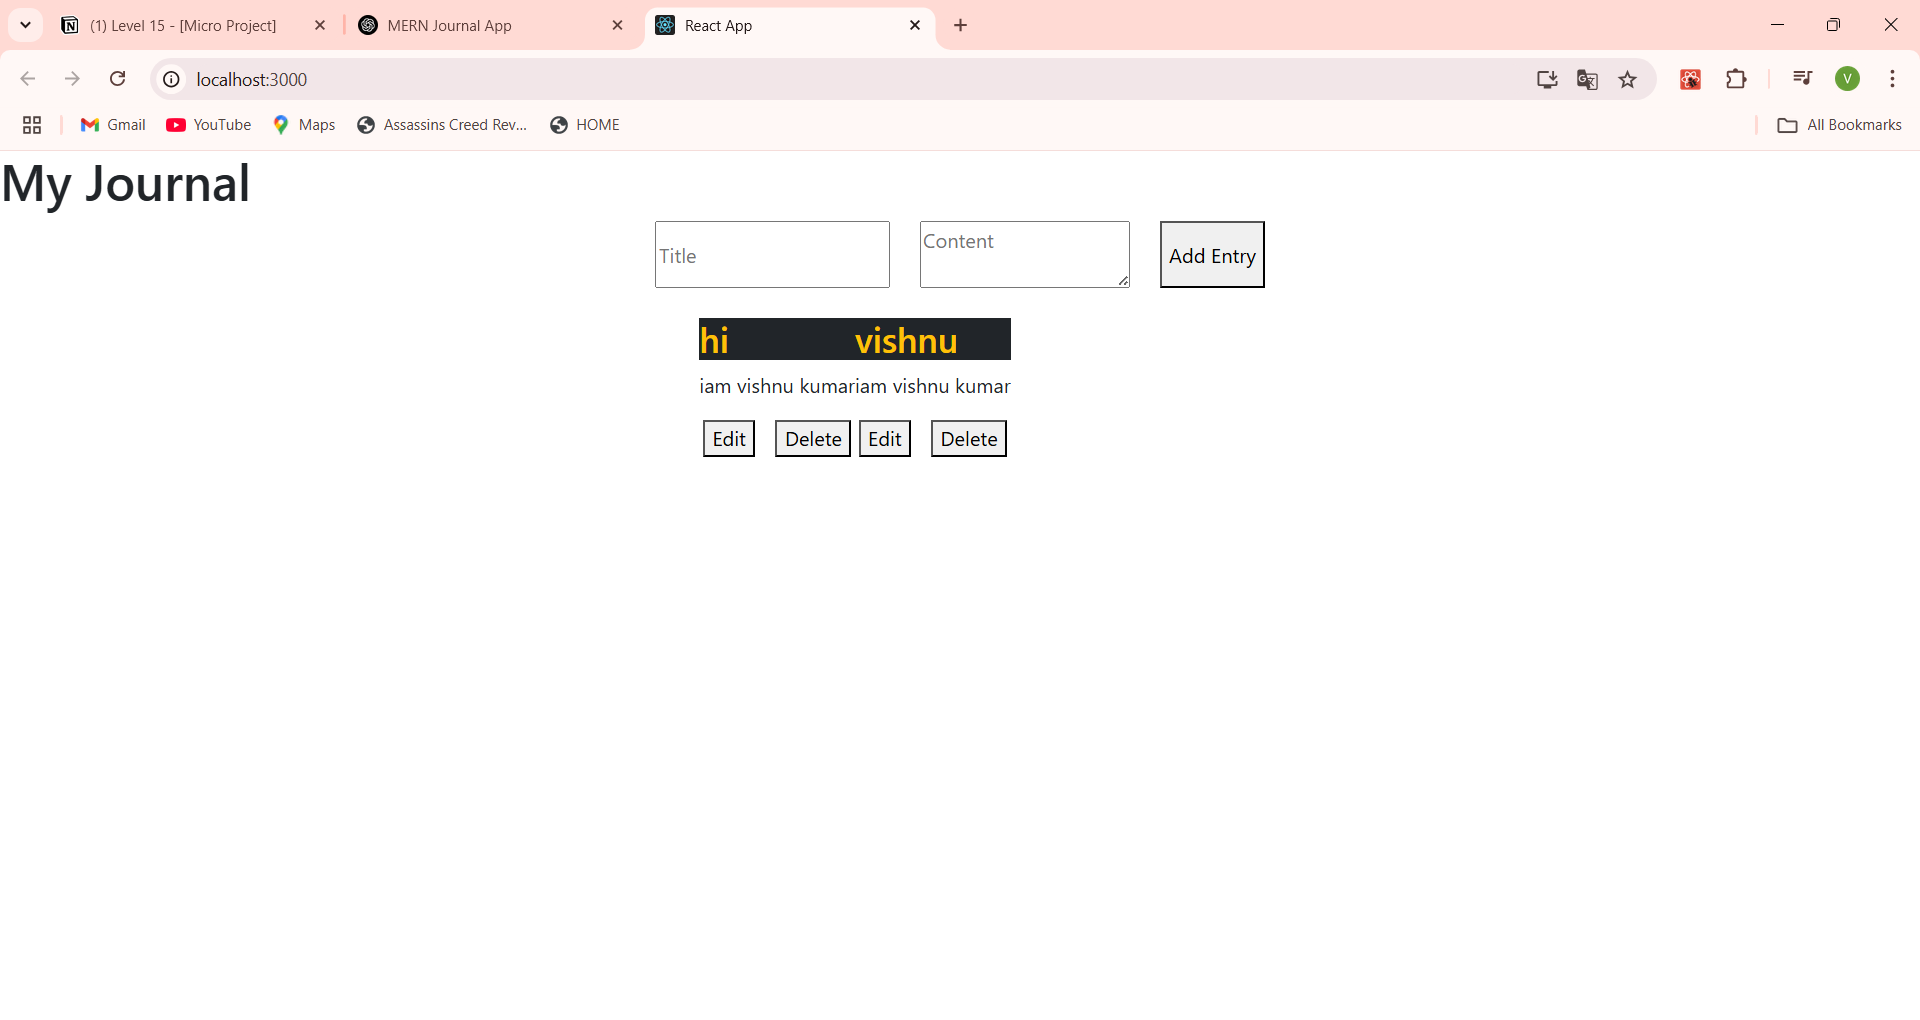 (1) Level 15 - [Micro Project]
MERN Journal App
React App
localhost:3000
V
Gmail
YouTube
Maps
Assassins Creed Rev...
HOME
All Bookmarks
My Journal
Title
Content
Add Entry
hi vishnu
iam vishnu kumariam vishnu kumar
Edit Delete Edit Delete